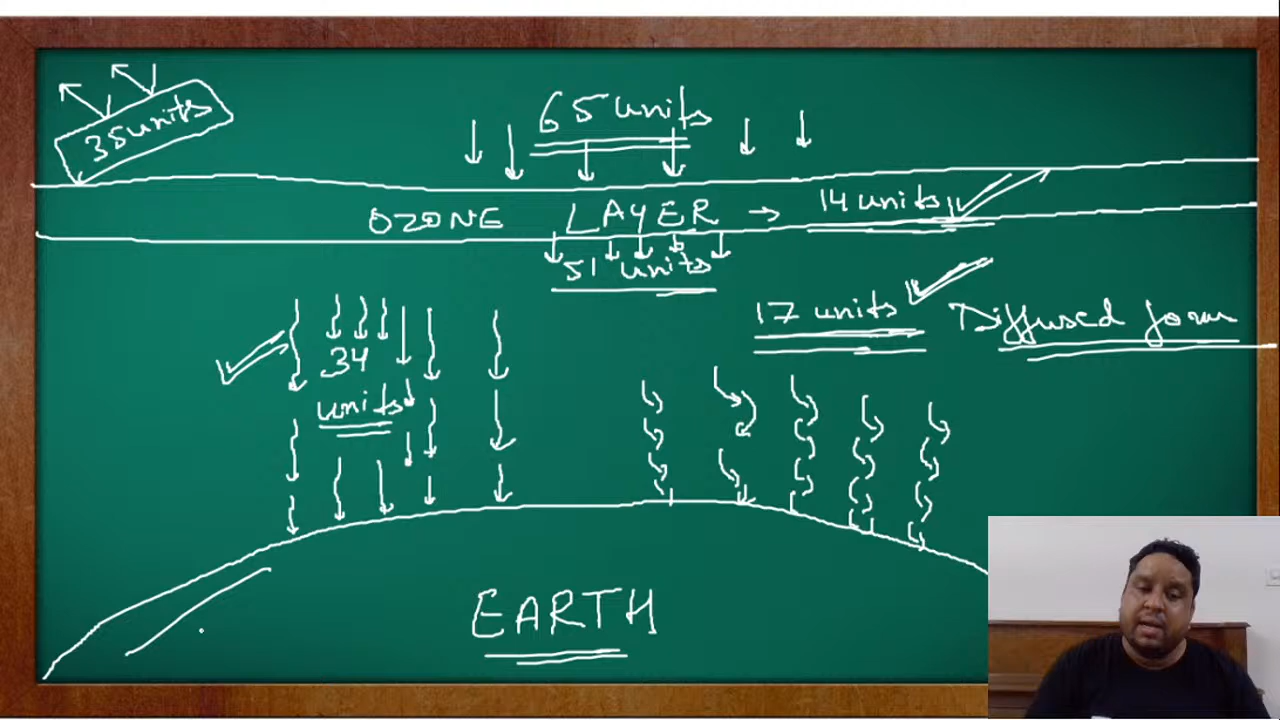 35 units
65 units
OZONE LAYER → 14 units
51 units
17 units Diffused form
34
units
EARTH